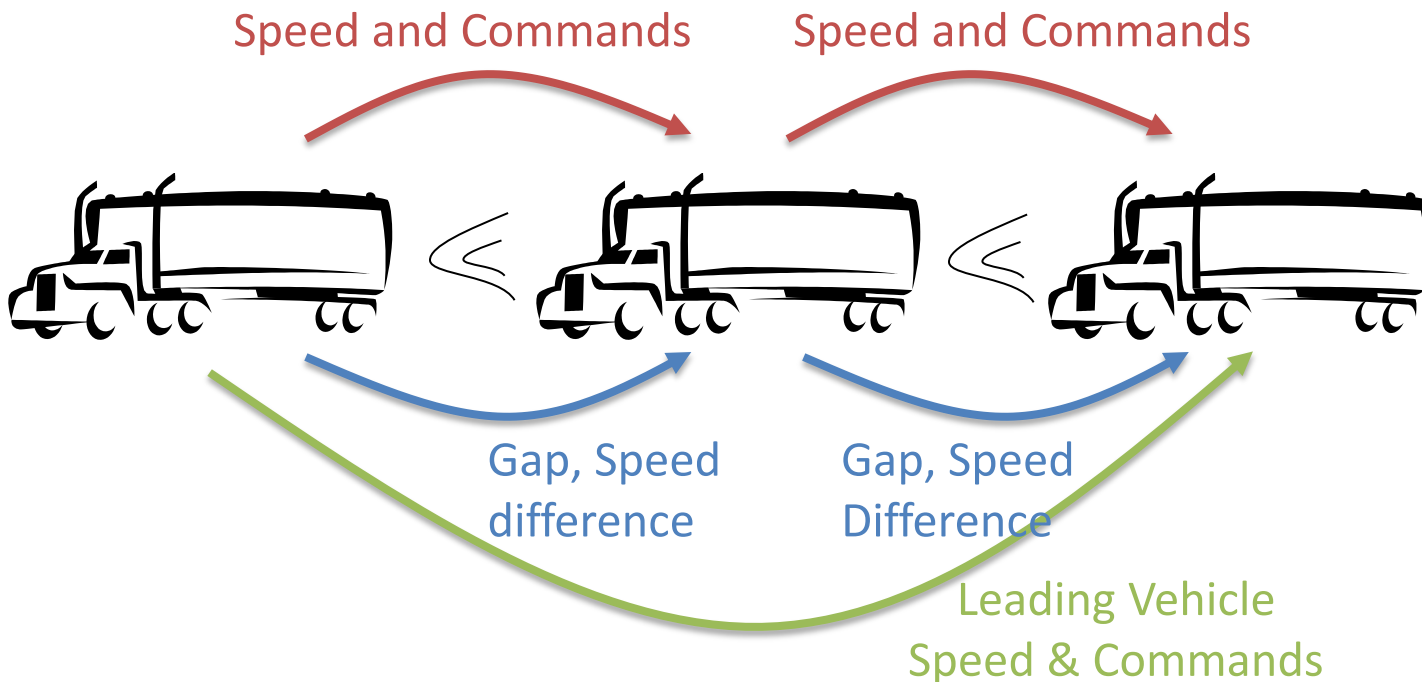 Speed and Commands
Speed and Commands
Gap, Speed
difference
Gap, Speed
Difference
Leading Vehicle
Speed & Commands